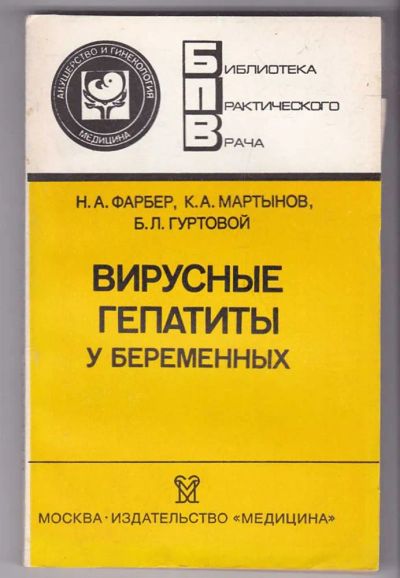 АКУШЕРСТВО И ГИНЕКОЛОГИЯ
МЕДИЦИНА
БИБЛИОТЕКА
ПРАКТИЧЕСКОГО
ВРАЧА
Н. А. ФАРБЕР, К. А. МАРТЫНОВ,
Б. Л. ГУРТОВОЙ
ВИРУСНЫЕ
ГЕПАТИТЫ
У БЕРЕМЕННЫХ
МОСКВА · ИЗДАТЕЛЬСТВО «МЕДИЦИНА»